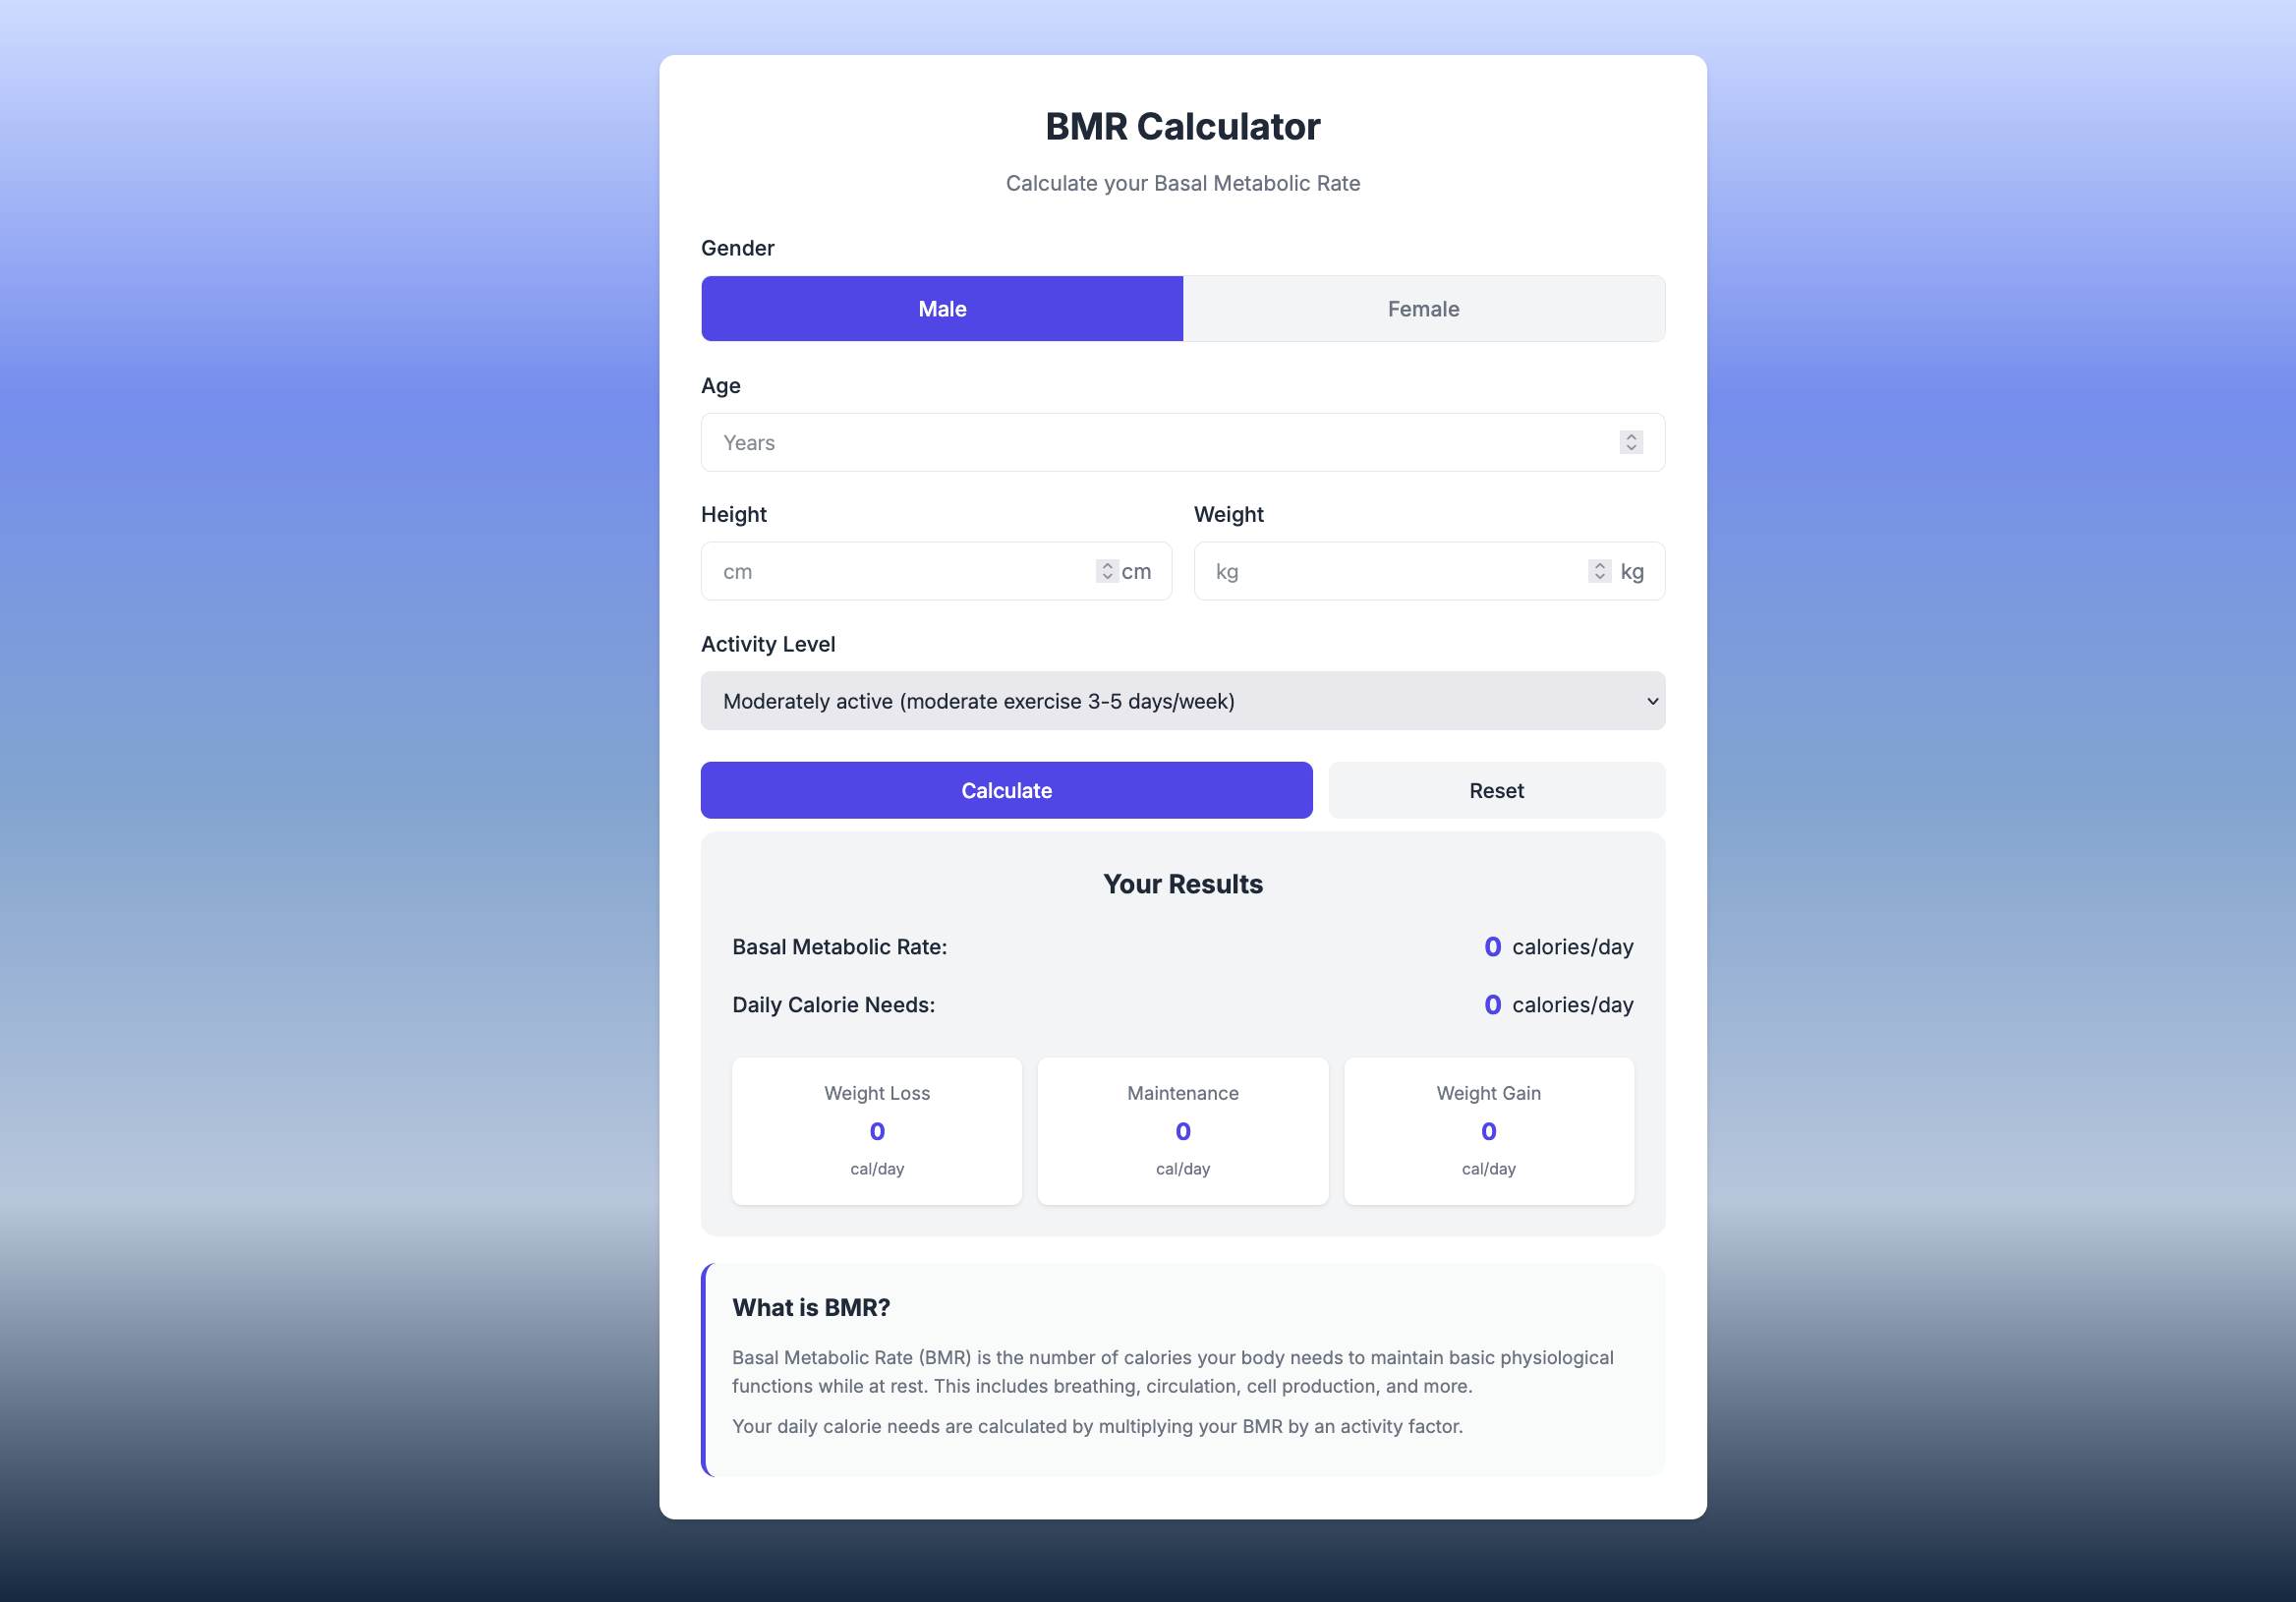 BMR Calculator
Calculate your Basal Metabolic Rate
Gender
Male Female
Age
Years
Height Weight
cm cm kg kg
Activity Level
Moderately active (moderate exercise 3-5 days/week)
Calculate Reset
Your Results
Basal Metabolic Rate: 0 calories/day
Daily Calorie Needs: 0 calories/day
Weight Loss Maintenance Weight Gain
0 0 0
cal/day cal/day cal/day
What is BMR?
Basal Metabolic Rate (BMR) is the number of calories your body needs to maintain basic physiological
functions while at rest. This includes breathing, circulation, cell production, and more.
Your daily calorie needs are calculated by multiplying your BMR by an activity factor.